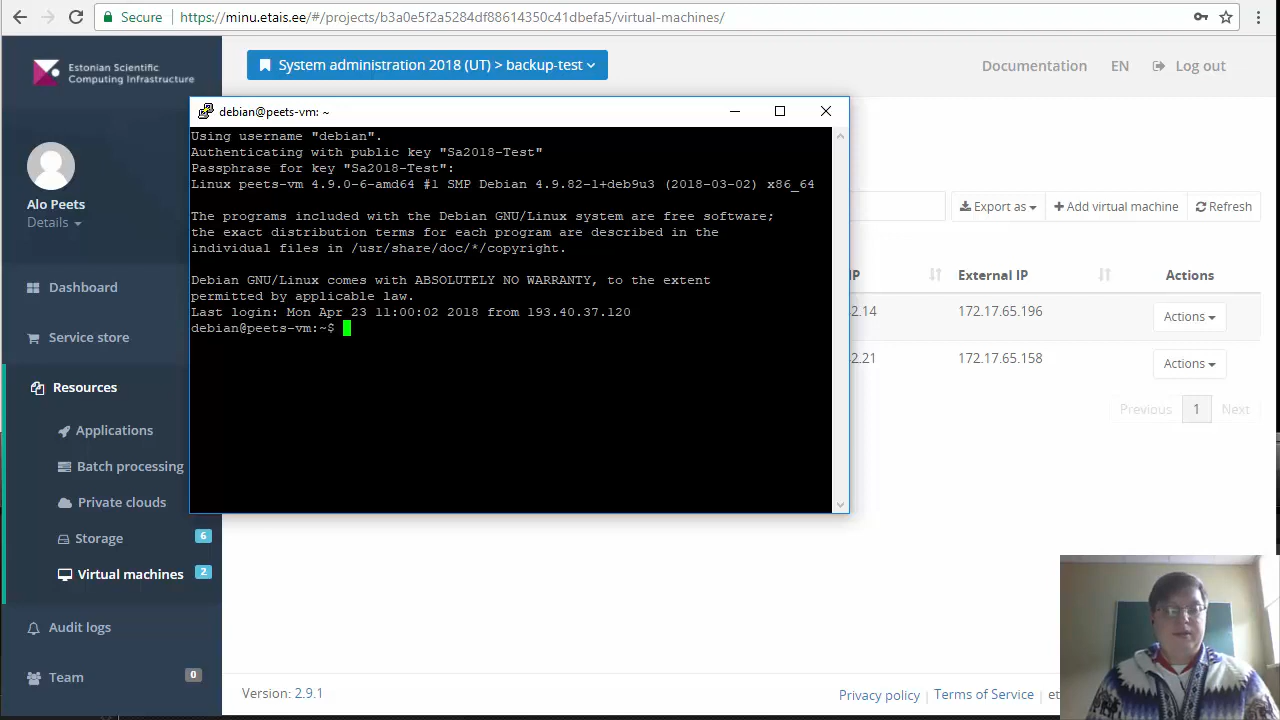 Secure
https://minu.etais.ee/#/projects/b3a0e5f2a5284df88614350c41dbefa5/virtual-machines/
Estonian Scientific
Computing Infrastructure
System administration 2018 (UT) > backup-test
Documentation
EN
Log out
Alo Peets
Details
Dashboard
Service store
Resources
Applications
Batch processing
Private clouds
Storage
6
Virtual machines
2
Audit logs
Team
0
debian@peets-vm: ~
Using username "debian".
Authenticating with public key "Sa2018-Test"
Passphrase for key "Sa2018-Test":
Linux peets-vm 4.9.0-6-amd64 #1 SMP Debian 4.9.82-1+deb9u3 (2018-03-02) x86_64
The programs included with the Debian GNU/Linux system are free software;
the exact distribution terms for each program are described in the
individual files in /usr/share/doc/*/copyright.
Debian GNU/Linux comes with ABSOLUTELY NO WARRANTY, to the extent
permitted by applicable law.
Last login: Mon Apr 23 11:00:02 2018 from 193.40.37.120
debian@peets-vm:~$
Export as
Add virtual machine
Refresh
IP
External IP
Actions
2.14
172.17.65.196
Actions
2.21
172.17.65.158
Actions
Previous
1
Next
Version: 2.9.1
Privacy policy
Terms of Service
et